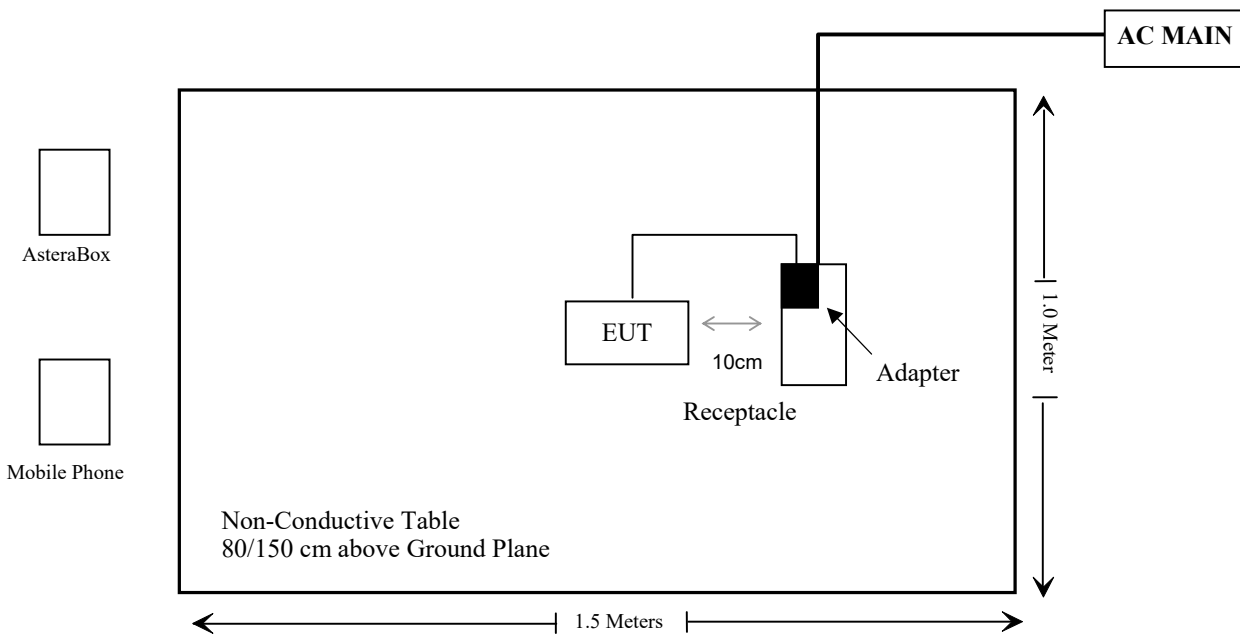 AC MAIN
AsteraBox
EUT
10cm
Adapter
1.0 Meter
Receptacle
Mobile Phone
Non-Conductive Table
80/150 cm above Ground Plane
1.5 Meters